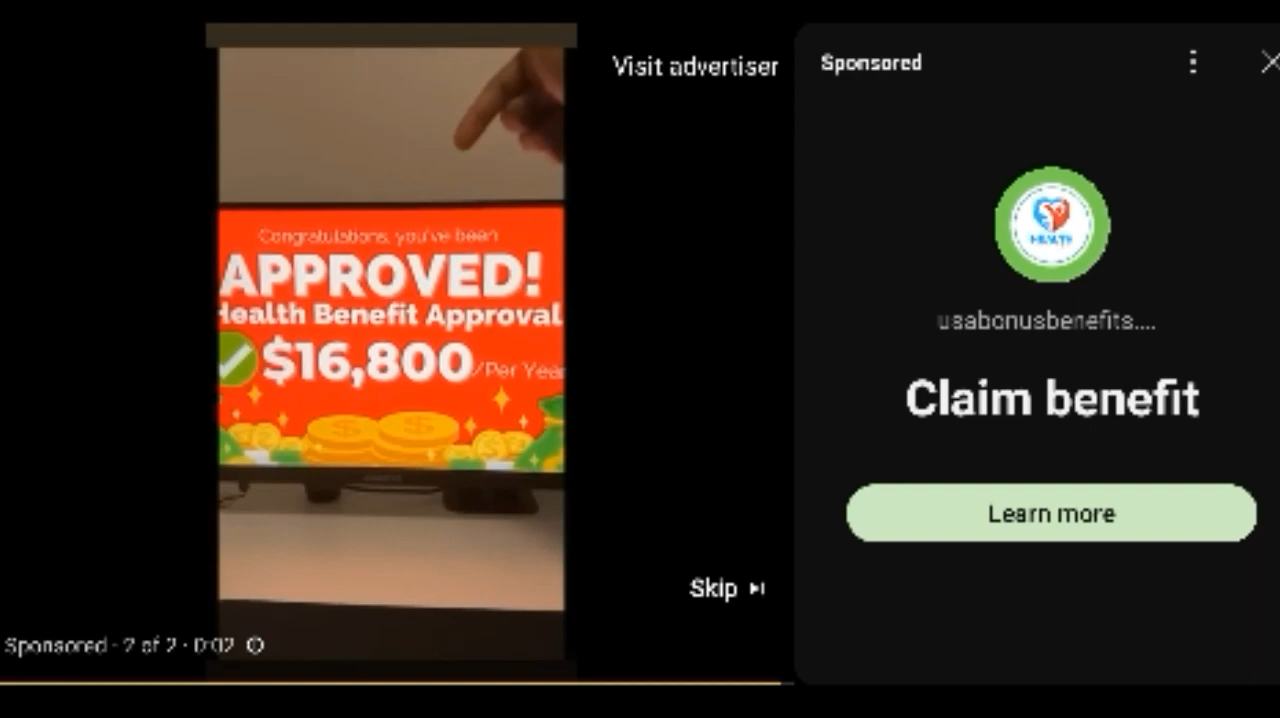 Visit advertiser
Congratulations, you've been
APPROVED!
Health Benefit Approval
$16,800/Per Year
Skip
Sponsored · 2 of 2 · 0:02
Sponsored
HEALTH
usabonusbenefits....
Claim benefit
Learn more